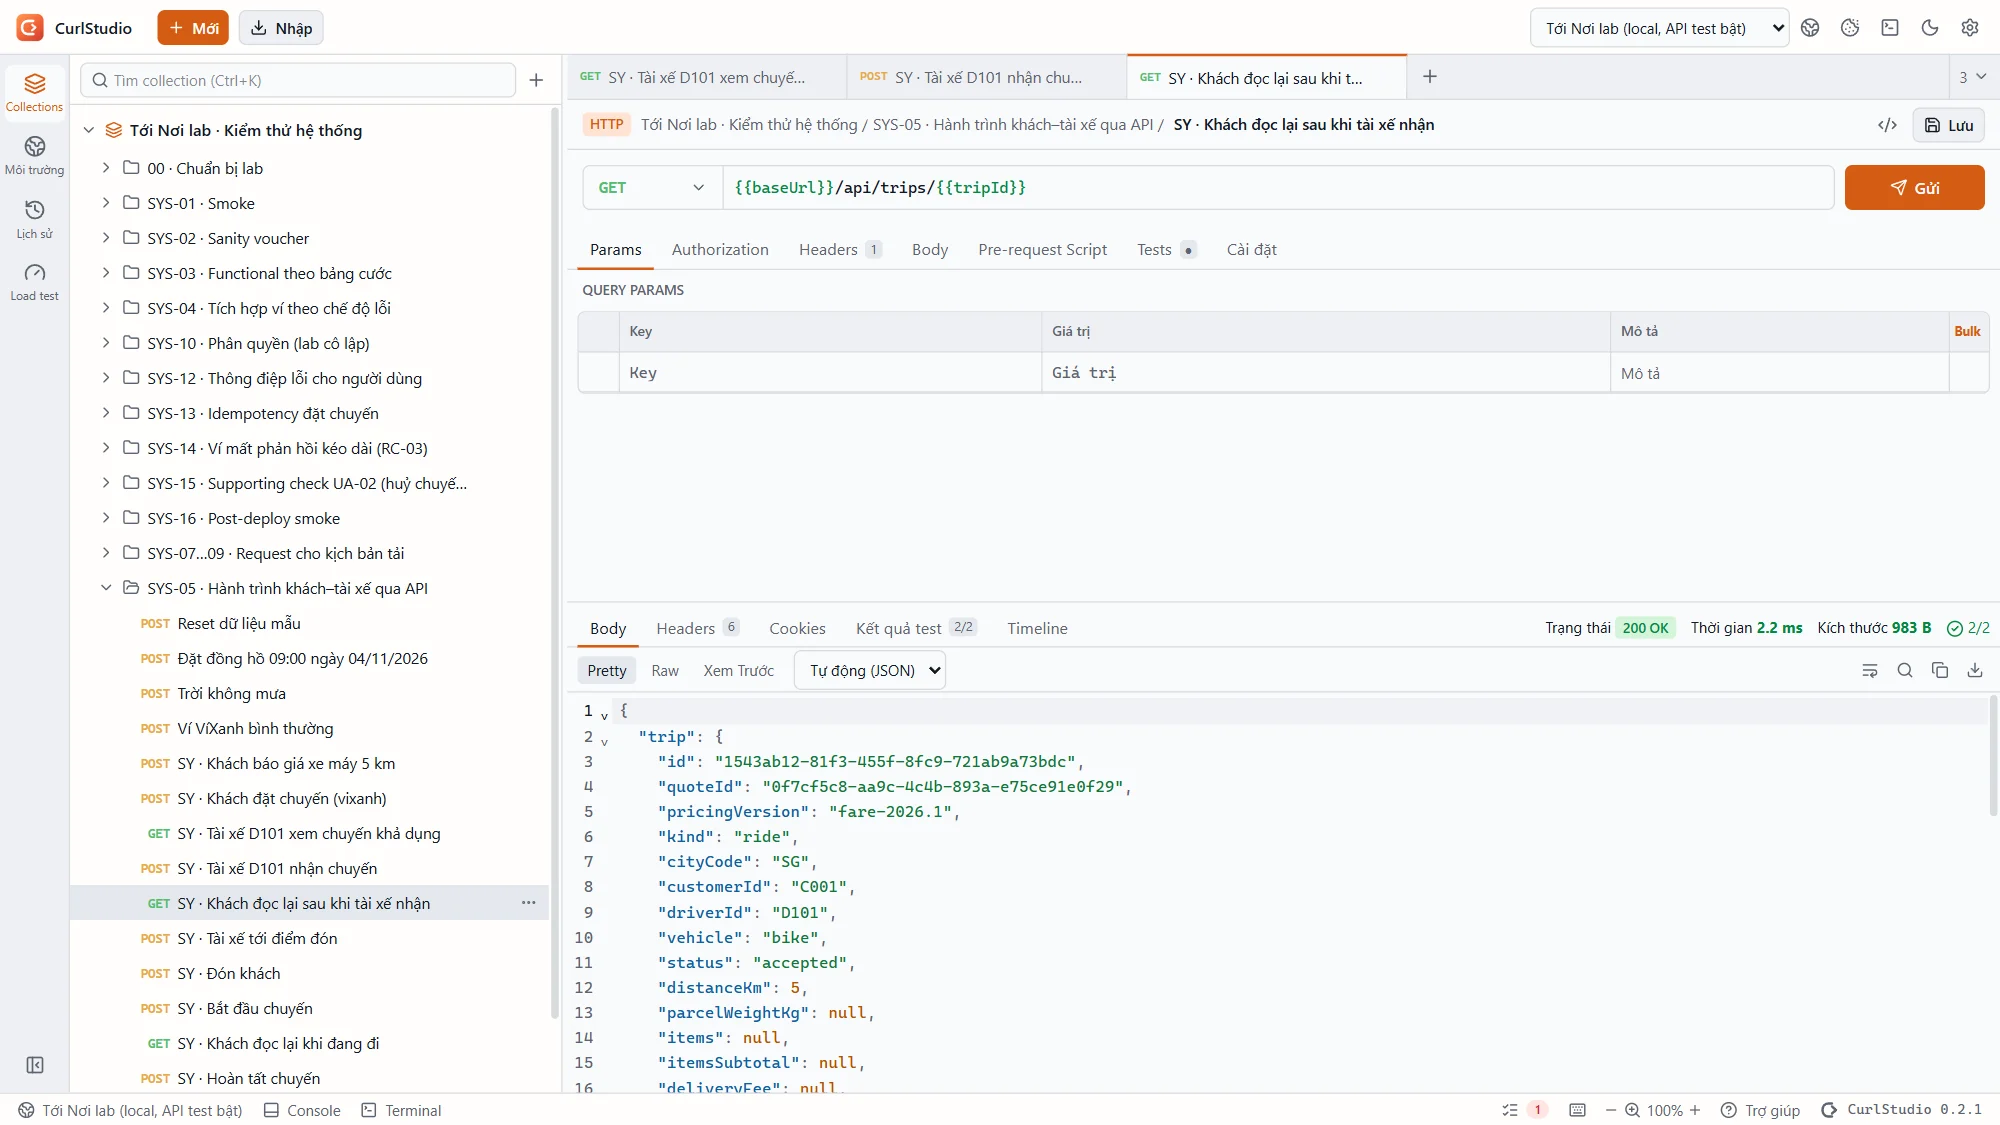 CurlStudio
Mới
Nhập
Tới Nơi lab (local, API test bật)
Collections
Môi trường
Lịch sử
Load test
Tìm collection (Ctrl+K)
Tới Nơi lab · Kiểm thử hệ thống
00 · Chuẩn bị lab
SYS-01 · Smoke
SYS-02 · Sanity voucher
SYS-03 · Functional theo bảng cước
SYS-04 · Tích hợp ví theo chế độ lỗi
SYS-10 · Phân quyền (lab cô lập)
SYS-12 · Thông điệp lỗi cho người dùng
SYS-13 · Idempotency đặt chuyến
SYS-14 · Ví mất phản hồi kéo dài (RC-03)
SYS-15 · Supporting check UA-02 (huỷ chuyế...
SYS-16 · Post-deploy smoke
SYS-07...09 · Request cho kịch bản tải
SYS-05 · Hành trình khách–tài xế qua API
POST Reset dữ liệu mẫu
POST Đặt đồng hồ 09:00 ngày 04/11/2026
POST Trời không mưa
POST Ví VíXanh bình thường
POST SY · Khách báo giá xe máy 5 km
POST SY · Khách đặt chuyến (vixanh)
GET SY · Tài xế D101 xem chuyến khả dụng
POST SY · Tài xế D101 nhận chuyến
GET SY · Khách đọc lại sau khi tài xế nhận
POST SY · Tài xế tới điểm đón
POST SY · Đón khách
POST SY · Bắt đầu chuyến
GET SY · Khách đọc lại khi đang đi
POST SY · Hoàn tất chuyến
GET SY · Tài xế D101 xem chuyế...
POST SY · Tài xế D101 nhận chu...
GET SY · Khách đọc lại sau khi t...
3
HTTP Tới Nơi lab · Kiểm thử hệ thống / SYS-05 · Hành trình khách–tài xế qua API / SY · Khách đọc lại sau khi tài xế nhận
Lưu
GET
{{baseUrl}}/api/trips/{{tripId}}
Gửi
Params Authorization Headers 1 Body Pre-request Script Tests Cài đặt
QUERY PARAMS
Key Giá trị Mô tả Bulk
Key Giá trị Mô tả
Body Headers 6 Cookies Kết quả test 2/2 Timeline
Trạng thái 200 OK Thời gian 2.2 ms Kích thước 983 B 2/2
Pretty Raw Xem Trước Tự động (JSON)
1 {
2 "trip": {
3 "id": "1543ab12-81f3-455f-8fc9-721ab9a73bdc",
4 "quoteId": "0f7cf5c8-aa9c-4c4b-893a-e75ce91e0f29",
5 "pricingVersion": "fare-2026.1",
6 "kind": "ride",
7 "cityCode": "SG",
8 "customerId": "C001",
9 "driverId": "D101",
10 "vehicle": "bike",
11 "status": "accepted",
12 "distanceKm": 5,
13 "parcelWeightKg": null,
14 "items": null,
15 "itemsSubtotal": null,
16 "deliveryFee": null,
Tới Nơi lab (local, API test bật) Console Terminal
1 100% Trợ giúp CurlStudio 0.2.1